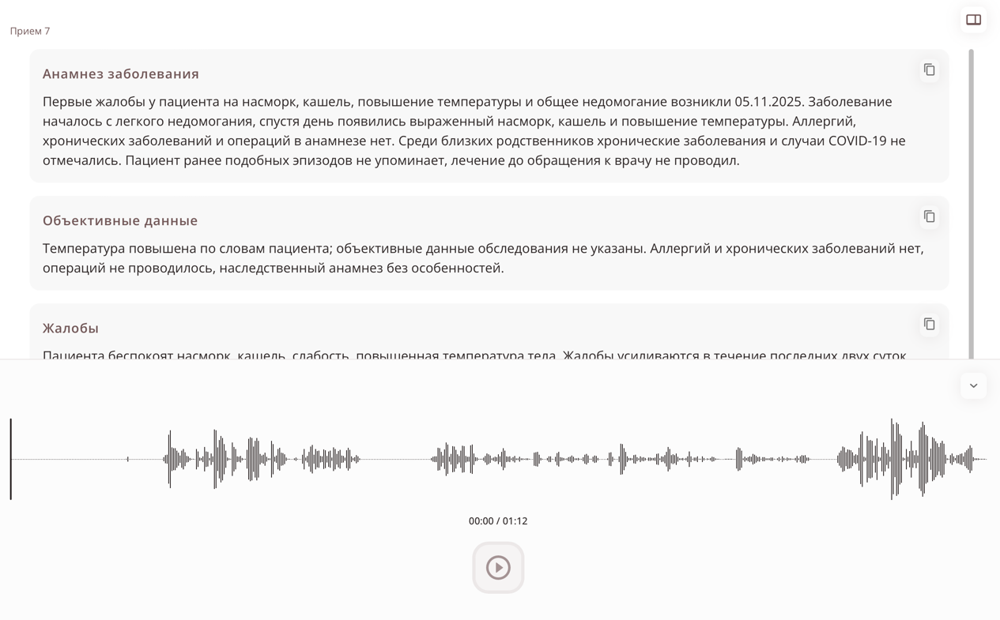 Прием 7
Анамнез заболевания
Первые жалобы у пациента на насморк, кашель, повышение температуры и общее недомогание возникли 05.11.2025. Заболевание
началось с легкого недомогания, спустя день появились выраженный насморк, кашель и повышение температуры. Аллергий,
хронических заболеваний и операций в анамнезе нет. Среди близких родственников хронические заболевания и случаи COVID-19 не
отмечались. Пациент ранее подобных эпизодов не упоминает, лечение до обращения к врачу не проводил.
Объективные данные
Температура повышена по словам пациента; объективные данные обследования не указаны. Аллергий и хронических заболеваний нет,
операций не проводилось, наследственный анамнез без особенностей.
Жалобы
Пациента беспокоят насморк, кашель, слабость, повышенная температура тела. Жалобы усиливаются в течение последних двух суток
00:00 / 01:12